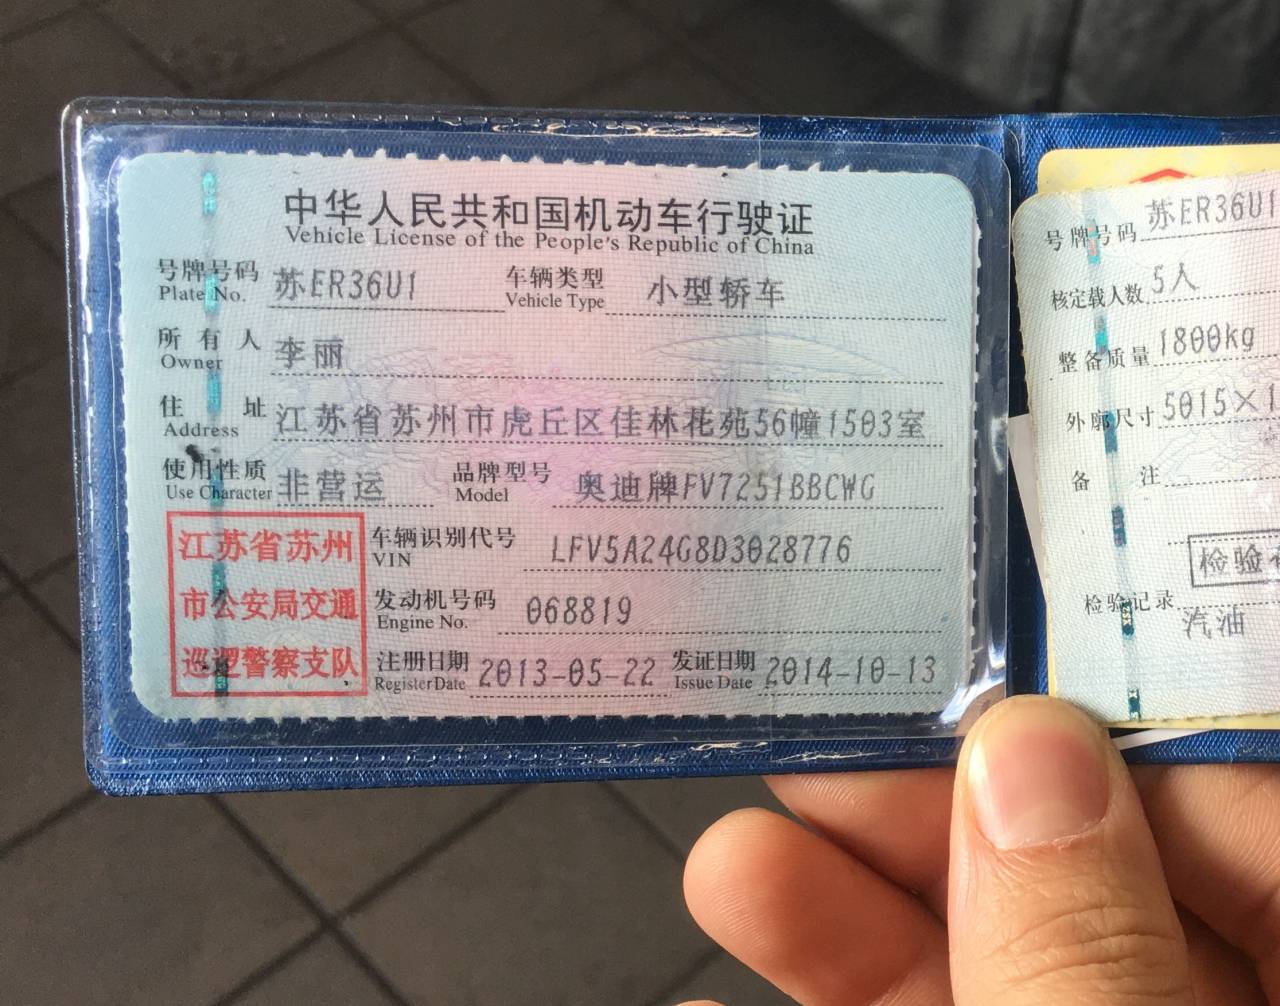 中华人民共和国机动车行驶证
Vehicle License of the People's Republic of China
号牌号码 苏ER36U1 车辆类型 小型轿车
Plate No. Vehicle Type
所有人 李丽
Owner
住址 江苏省苏州市虎丘区佳林花苑56幢1503室
Address
使用性质 非营运 品牌型号 奥迪牌FV7251BBCWG
Use Character Model
车辆识别代号 LFV5A24G8D3028776
VIN
发动机号码 068819
Engine No.
注册日期 2013-05-22 发证日期 2014-10-13
Register Date Issue Date
江苏省苏州
市公安局交通
巡逻警察支队
号牌号码 苏ER36U1
核定载人数 5人
整备质量 1800kg
外廓尺寸 5015×1
备注
检验
检验记录
汽油